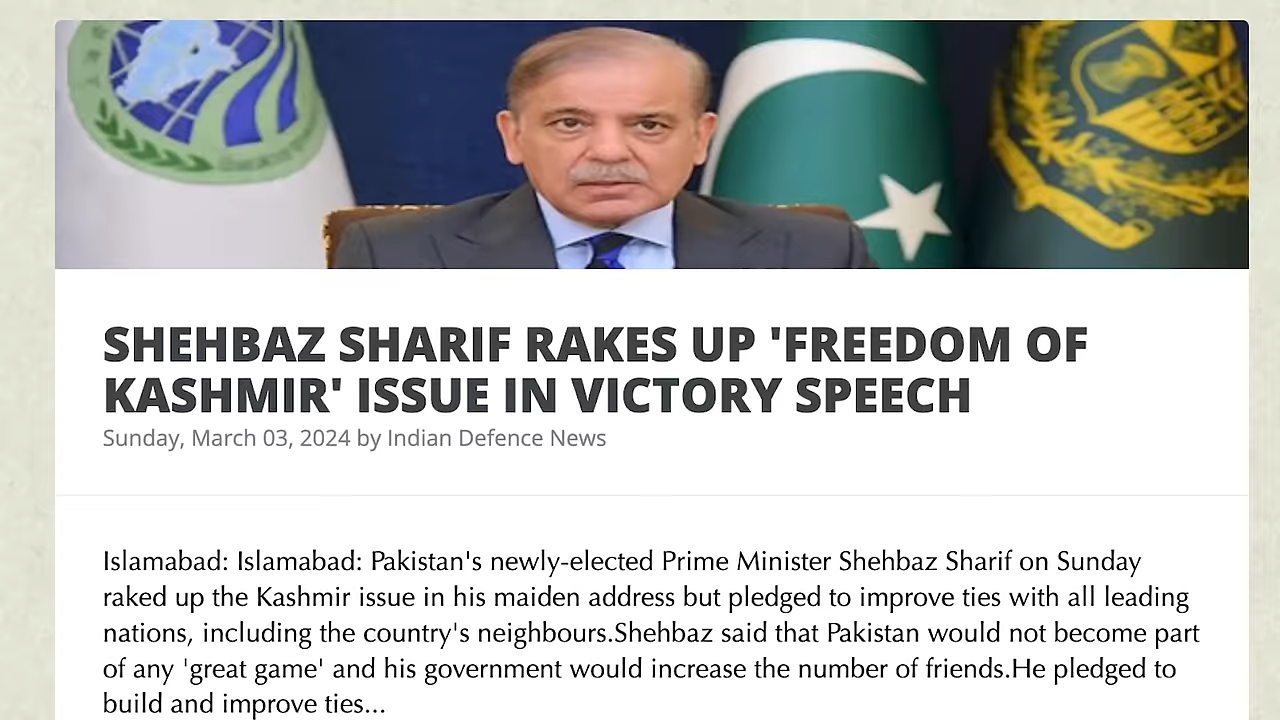 SHEHBAZ SHARIF RAKES UP 'FREEDOM OF
KASHMIR' ISSUE IN VICTORY SPEECH
Sunday, March 03, 2024 by Indian Defence News
Islamabad: Islamabad: Pakistan's newly-elected Prime Minister Shehbaz Sharif on Sunday
raked up the Kashmir issue in his maiden address but pledged to improve ties with all leading
nations, including the country's neighbours.Shehbaz said that Pakistan would not become part
of any 'great game' and his government would increase the number of friends.He pledged to
build and improve ties...